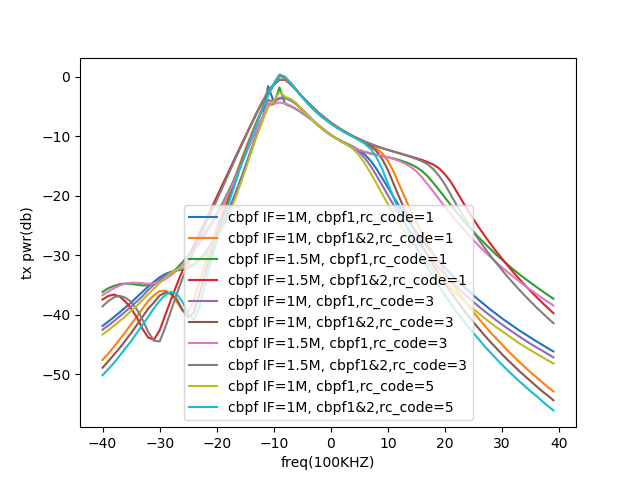 0
−10
−20
−30
−40
−50
tx pwr(db)
cbpf IF=1M, cbpf1,rc_code=1
cbpf IF=1M, cbpf1&2,rc_code=1
cbpf IF=1.5M, cbpf1,rc_code=1
cbpf IF=1.5M, cbpf1&2,rc_code=1
cbpf IF=1M, cbpf1,rc_code=3
cbpf IF=1M, cbpf1&2,rc_code=3
cbpf IF=1.5M, cbpf1,rc_code=3
cbpf IF=1.5M, cbpf1&2,rc_code=3
cbpf IF=1M, cbpf1,rc_code=5
cbpf IF=1M, cbpf1&2,rc_code=5
−40 −30 −20 −10 0 10 20 30 40
freq(100KHZ)